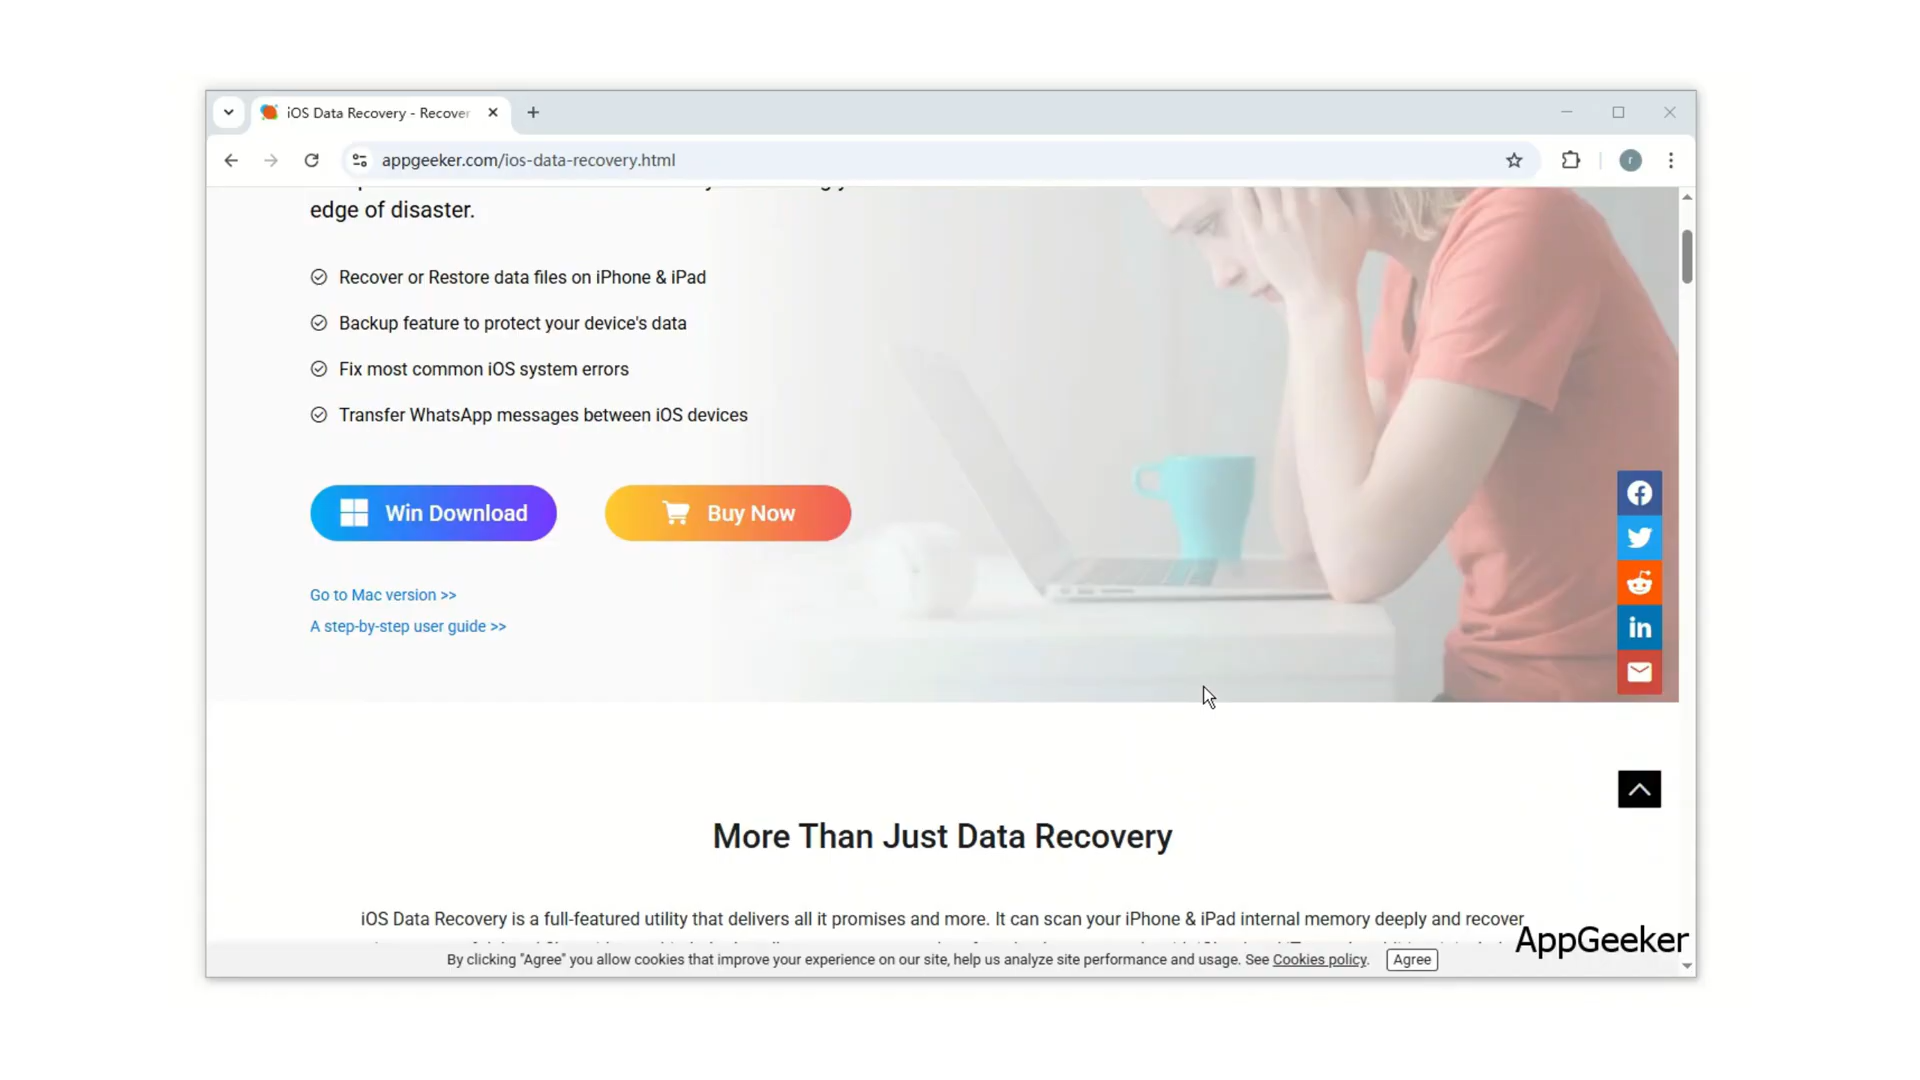 iOS Data Recovery - Recover
appgeeker.com/ios-data-recovery.html
r
edge of disaster.
Recover or Restore data files on iPhone & iPad
Backup feature to protect your device's data
Fix most common iOS system errors
Transfer WhatsApp messages between iOS devices
Win Download
Buy Now
Go to Mac version >>
A step-by-step user guide >>
in
More Than Just Data Recovery
iOS Data Recovery is a full-featured utility that delivers all it promises and more. It can scan your iPhone & iPad internal memory deeply and recover
AppGeeker
By clicking "Agree" you allow cookies that improve your experience on our site, help us analyze site performance and usage. See Cookies policy.
Agree